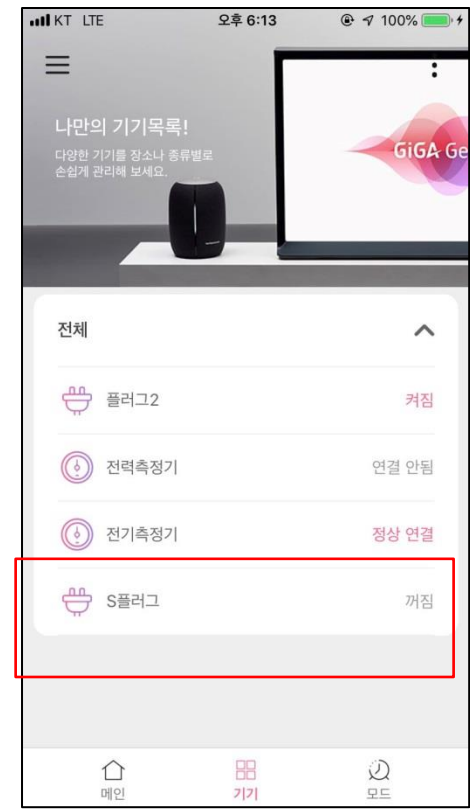 KT LTE 오후 6:13 100%
나만의 기기목록!
다양한 기기를 장소나 종류별로
손쉽게 관리해 보세요.
GiGA Ge
전체
플러그2 켜짐
전력측정기 연결 안됨
전기측정기 정상 연결
S플러그 꺼짐
메인 기기 모드